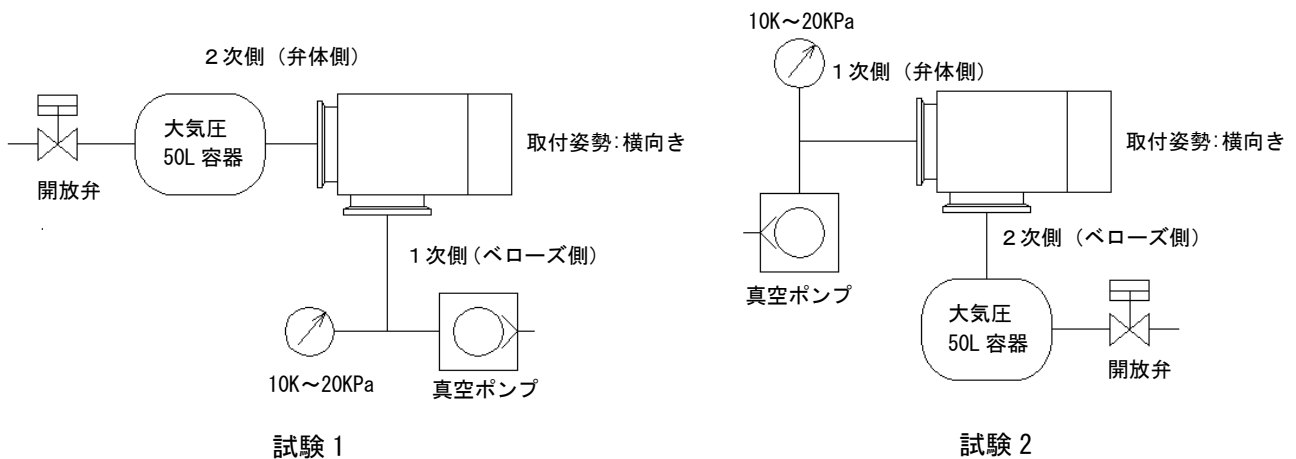 ２次側（弁体側）
大気圧
50L 容器
開放弁
取付姿勢：横向き
１次側（ベローズ側）
10K～20KPa
真空ポンプ
試験１
10K～20KPa
１次側（弁体側）
取付姿勢：横向き
真空ポンプ
２次側（ベローズ側）
大気圧
50L 容器
開放弁
試験２